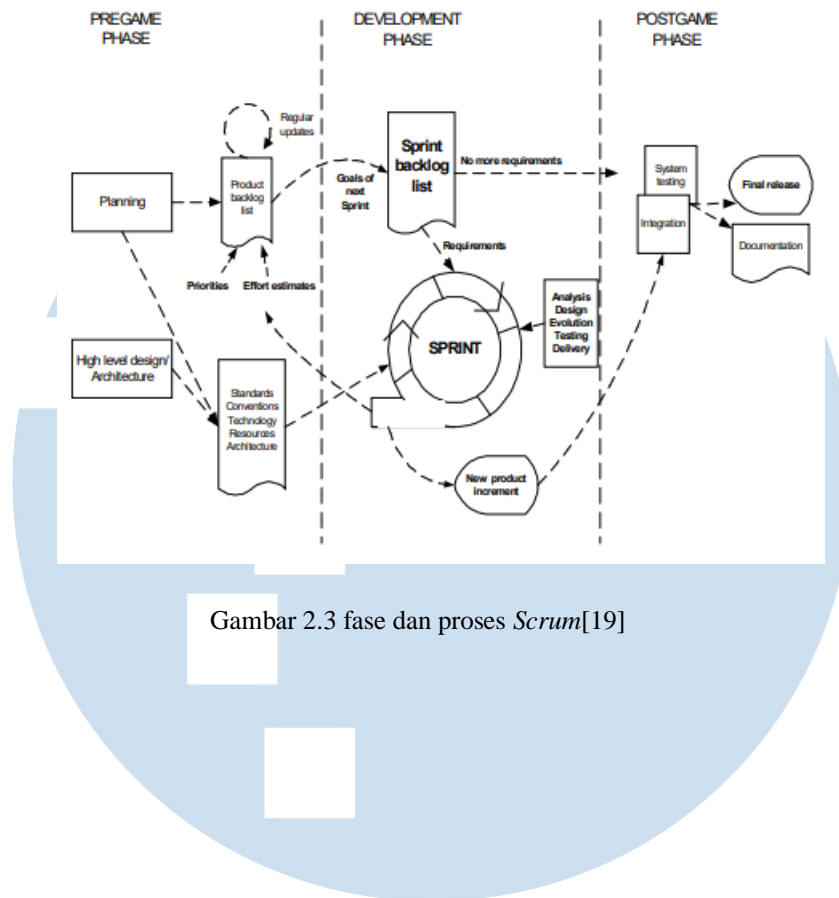 PREGAME
PHASE
DEVELOPMENT
PHASE
POSTGAME
PHASE
Regular
updates
Planning
Product
backlog
list
Priorities
Effort estimates
High level design/
Architecture
Standards
Conventions
Technology
Resources
Architecture
Goals of
next
Sprint
Sprint
backlog
list
No more requirements
Requirements
SPRINT
Analysis
Design
Evolution
Testing
Delivery
New product
increment
System
testing
Integration
Final release
Documentation
Gambar 2.3 fase dan proses Scrum[19]